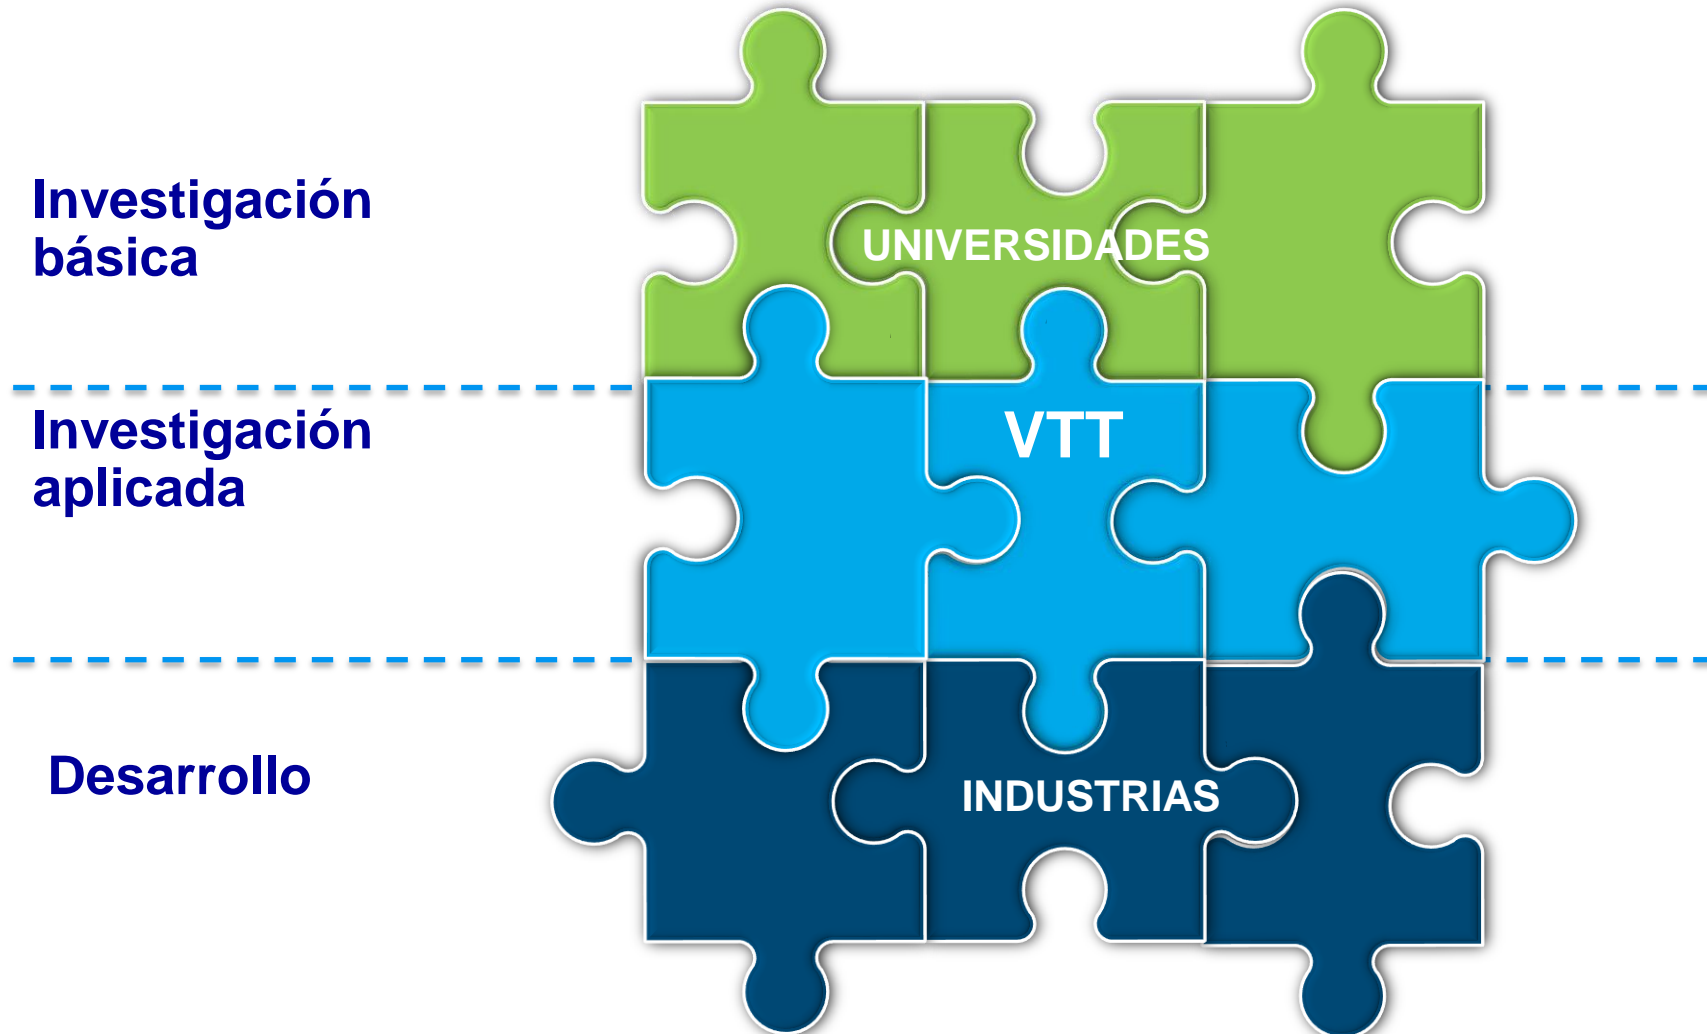 Investigación
básica
UNIVERSIDADES
Investigación
aplicada
VTT
Desarrollo
INDUSTRIAS